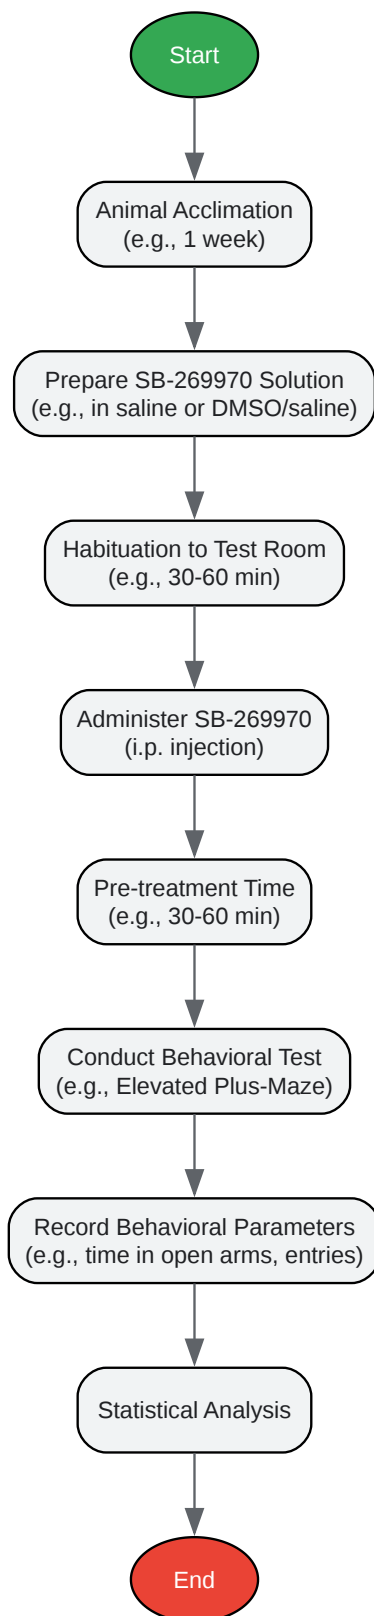 Start
Animal Acclimation
(e.g., 1 week)
Prepare SB-269970 Solution
(e.g., in saline or DMSO/saline)
Habituation to Test Room
(e.g., 30-60 min)
Administer SB-269970
(i.p. injection)
Pre-treatment Time
(e.g., 30-60 min)
Conduct Behavioral Test
(e.g., Elevated Plus-Maze)
Record Behavioral Parameters
(e.g., time in open arms, entries)
Statistical Analysis
End